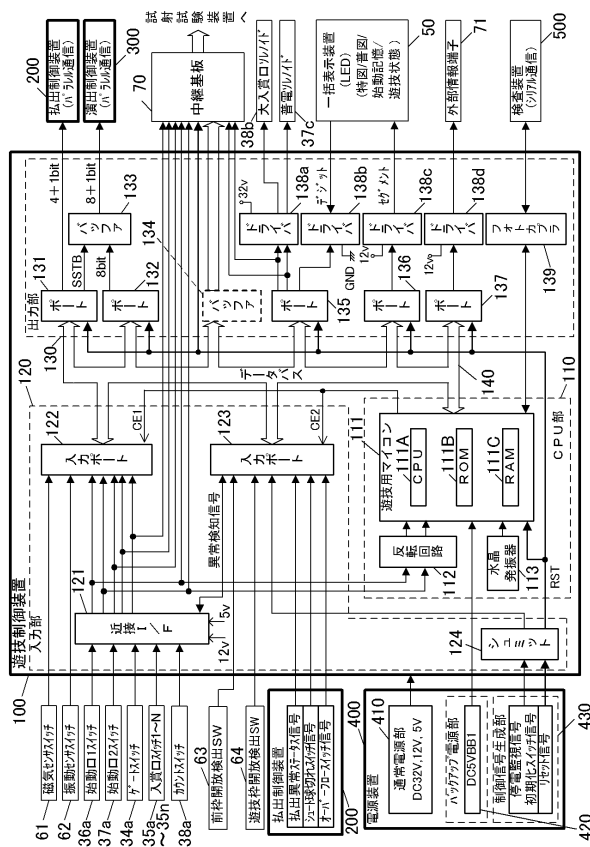 100
遊技制御装置
入力部
120
61
磁気センサスイッチ
62
振動センサスイッチ
36a
始動口1スイッチ
37a
始動口2スイッチ
34a
ゲートスイッチ
35a
~35n
入賞口スイッチ1~N
38a
カウントスイッチ
63
前枠開放検出SW
64
遊技枠開放検出SW
200
払出制御装置
払出異常ステータス信号
シュート球切れスイッチ信号
オーバーフロースイッチ信号
400
電源装置
410
通常電源部
DC32V,12V, 5V
バックアップ電源部
DC5VBB1
420
制御信号生成部
停電監視信号
初期化スイッチ信号
リセット信号
430
121
近接
I/F
12v
5v
異常検知信号
122
入力ポート
CE1
123
入力ポート
CE2
124
シュミット
RST
110
CPU部
111
遊技用マイコン
111A
CPU
111B
ROM
111C
RAM
112
反転回路
113
水晶
発振器
データバス
140
130
出力部
131
ポート
132
ポート
SSTB
8bit
バッファ
133
4+1bit
8+1bit
134
バッファ
135
ポート
136
ポート
137
ポート
32v
ドライバ
138a
デジット
ドライバ
138b
GND
セグメント
12v
ドライバ
138c
12v
ドライバ
138d
フォトカプラ
139
200
払出制御装置
(パラレル通信)
300
演出制御装置
(パラレル通信)
70
中継基板
試射試験装置へ
38b
大入賞口ソレノイド
37c
普電ソレノイド
50
一括表示装置
(LED)
(特図/普図/
始動記憶/
遊技状態)
71
外部情報端子
500
検査装置
(シリアル通信)